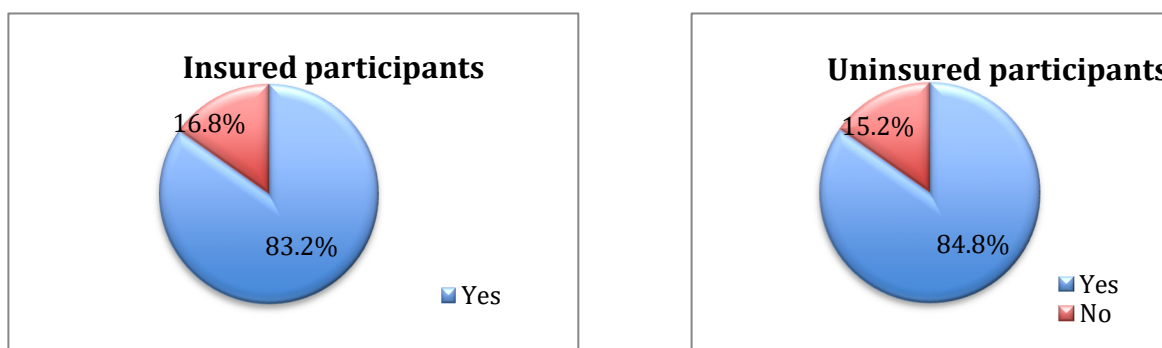 Insured participants
16.8%
83.2%
Yes
Uninsured participants
15.2%
84.8%
Yes
No